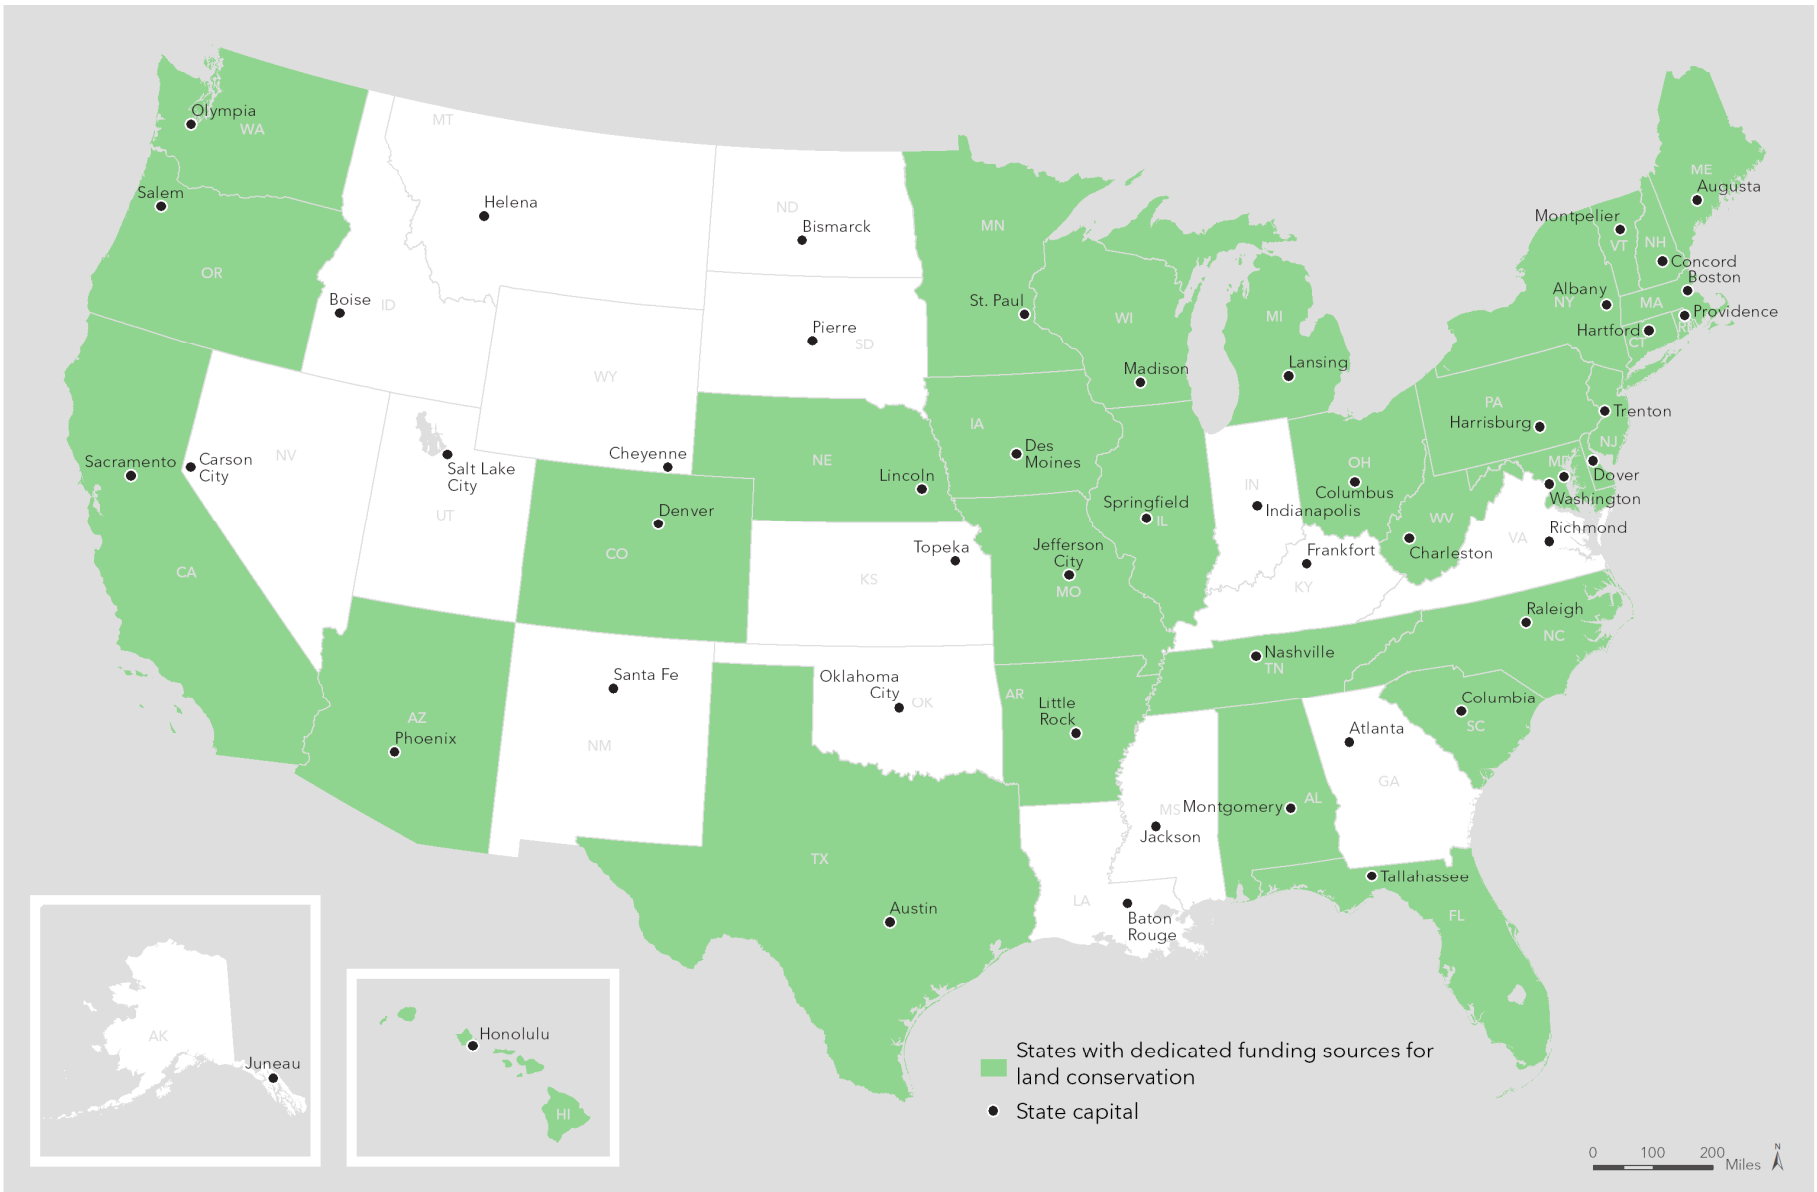 Olympia
WA
MT
Salem
Helena
ND
Bismarck
MN
ME
Augusta
Montpelier
VT
NH
Concord
Boston
OR
Boise
ID
St. Paul
WI
MI
Albany
NY
MA
Providence
Hartford
RI
CT
Pierre
SD
WY
Madison
Lansing
PA
Harrisburg
Trenton
NJ
IA
Des
Moines
Sacramento
Carson
City
NV
Salt Lake
City
UT
Cheyenne
NE
Lincoln
OH
Columbus
MD
Dover
Washington
IN
Indianapolis
Springfield
IL
WV
Charleston
Richmond
VA
Denver
CO
CA
Topeka
KS
Jefferson
City
MO
Frankfort
KY
Raleigh
NC
Nashville
TN
Santa Fe
NM
AZ
Phoenix
Oklahoma
City
OK
AR
Little
Rock
Columbia
SC
Atlanta
GA
MS
Jackson
Montgomery
AL
TX
Austin
LA
Baton
Rouge
Tallahassee
FL
AK
Juneau
Honolulu
HI
States with dedicated funding sources for
land conservation
State capital
0 100 200
Miles
N